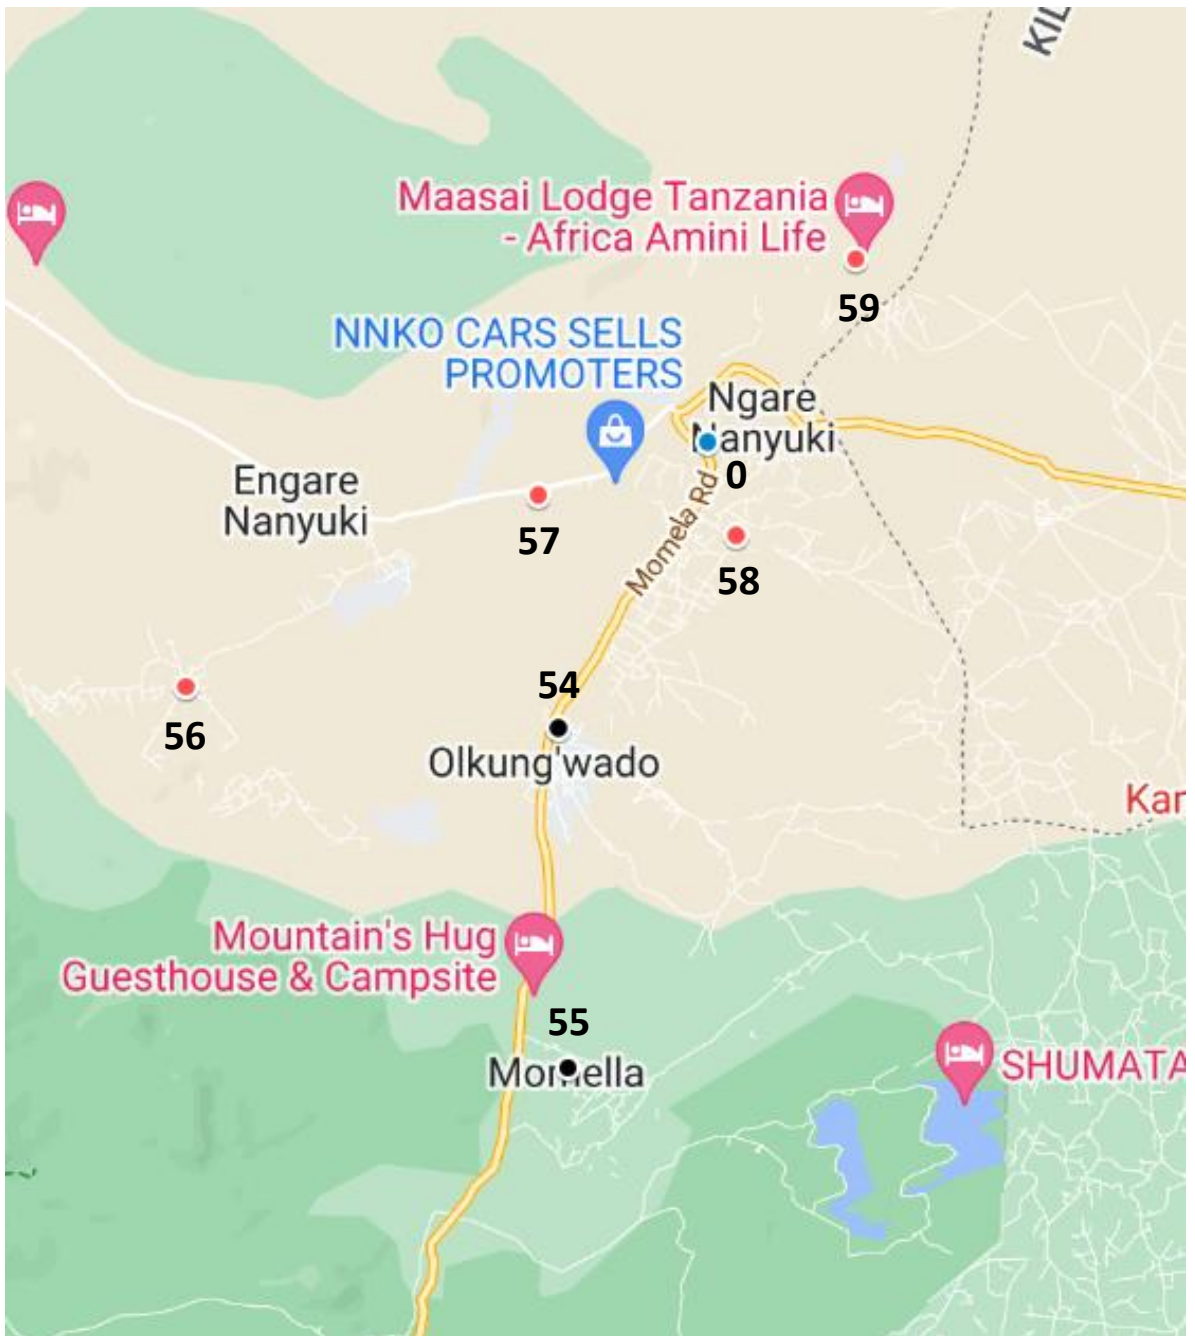 KIL
Maasai Lodge Tanzania
- Africa Amini Life
59
NNKO CARS SELLS
PROMOTERS
Ngare
Nanyuki
0
Engare
Nanyuki
57
Momela Rd
58
54
56
Olkung'wado
Kar
Mountain's Hug
Guesthouse & Campsite
55
Momella
SHUMATA